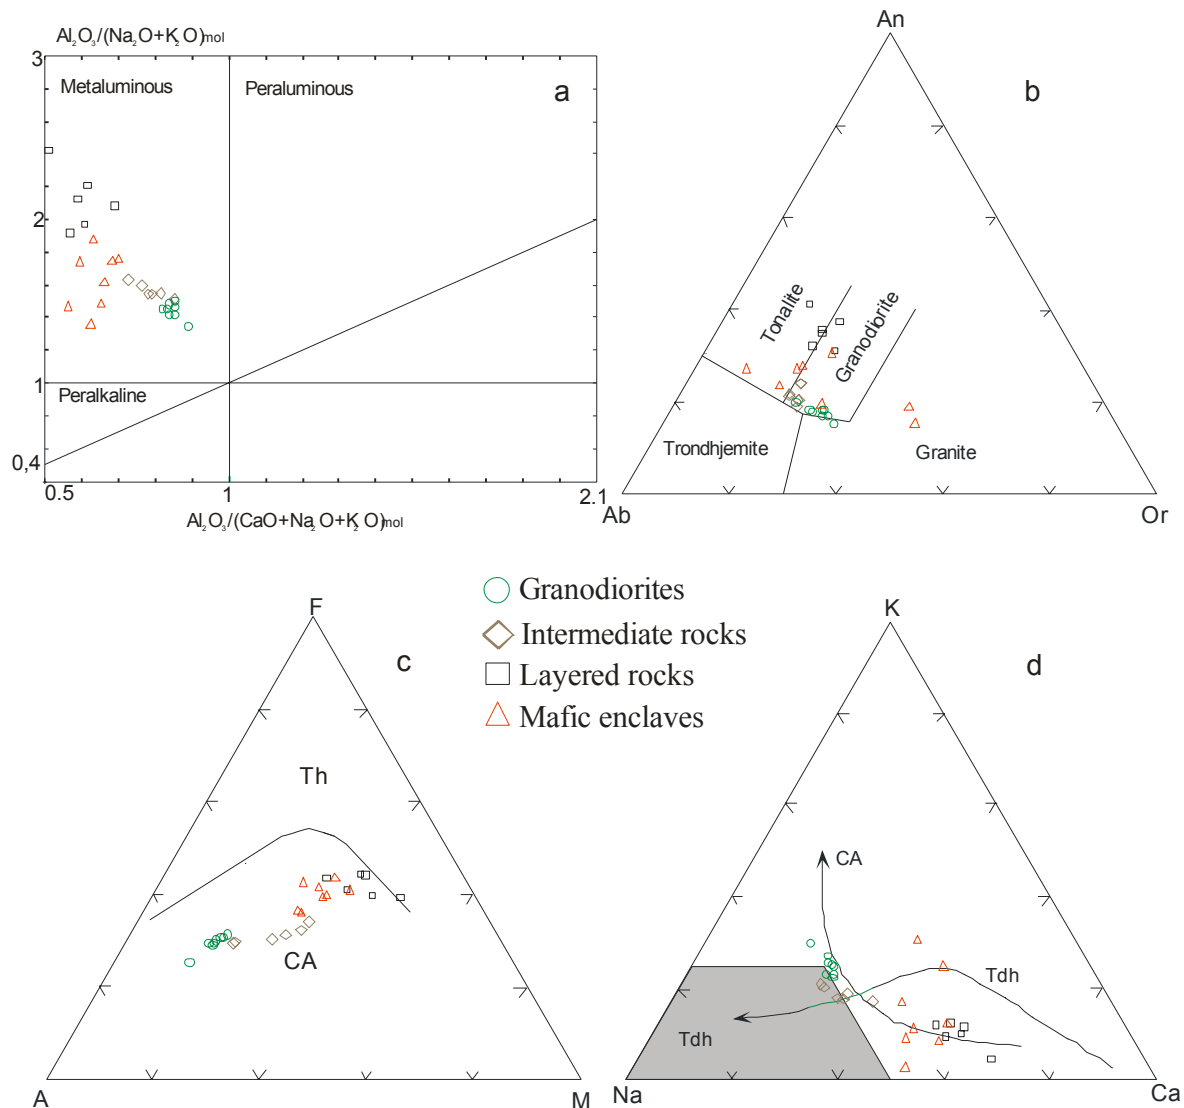 Al2O3/(Na2O+K2O)mol
3
Metaluminous
Peraluminous
a
2
1
Peralkaline
0,4
0.5
1
2.1
Al2O3/(CaO+Na2O+K2O)mol
An
b
Tonalite
Granodiorite
Trondhjemite
Granite
Ab
Or
Granodiorites
Intermediate rocks
Layered rocks
Mafic enclaves
F
c
Th
CA
A
M
K
d
CA
Tdh
Tdh
Na
Ca